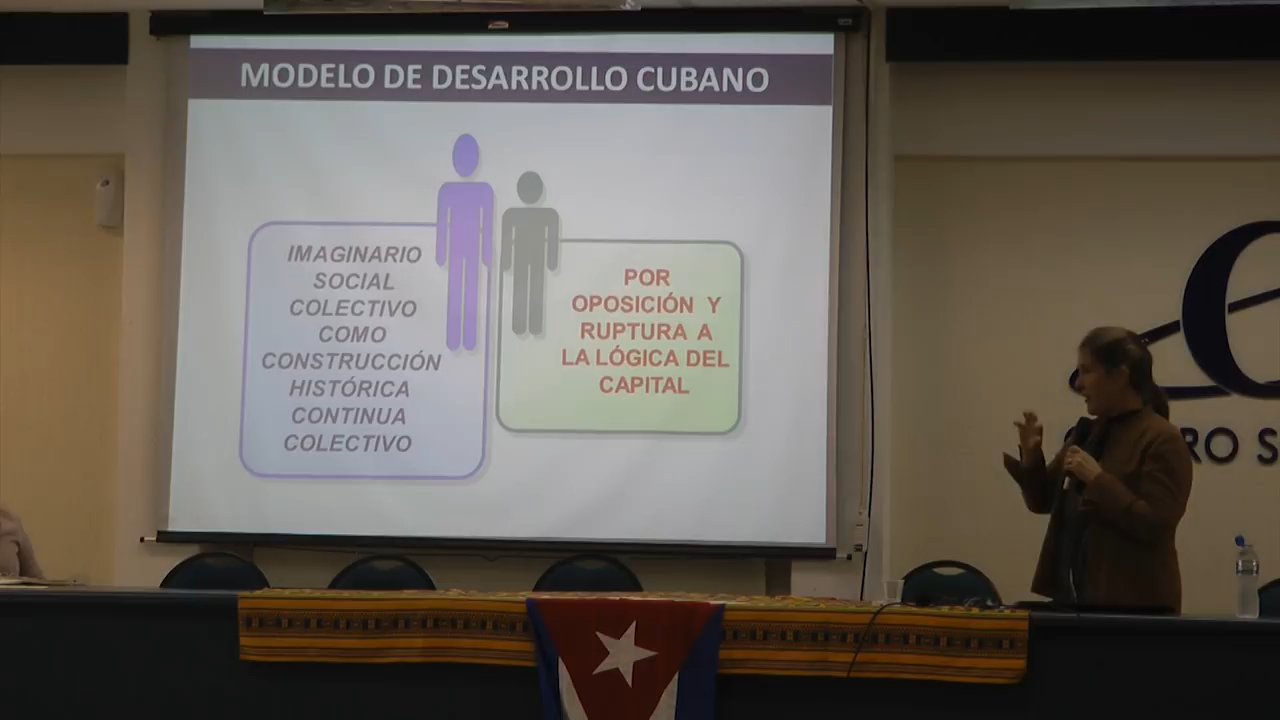 MODELO DE DESARROLLO CUBANO
IMAGINARIO
SOCIAL
COLECTIVO
COMO
CONSTRUCCIÓN
HISTÓRICA
CONTINUA
COLECTIVO
POR
OPOSICIÓN Y
RUPTURA A
LA LÓGICA DEL
CAPITAL